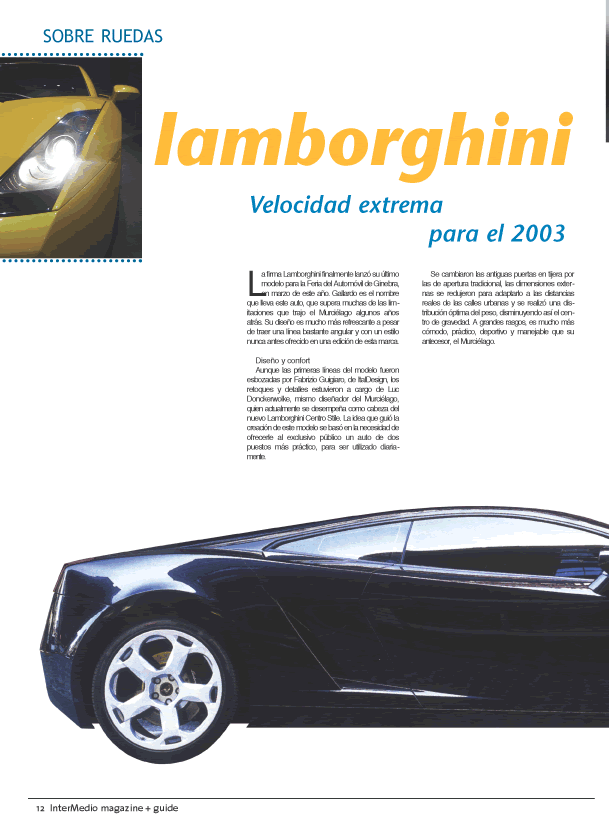 SOBRE RUEDAS
lamborghini
Velocidad extrema
para el 2003
La firma Lamborghini finalmente lanzó su último
modelo para la Feria del Automóvil de Ginebra,
en marzo de este año. Gallardo es el nombre
que lleva este auto, que supera muchas de las lim-
itaciones que trajo el Murciélago algunos años
atrás. Su diseño es mucho más refrescante a pesar
de traer una línea bastante angular y con un estilo
nunca antes ofrecido en una edición de esta marca.
Diseño y confort
Aunque las primeras líneas del modelo fueron
esbozadas por Fabrizio Guigiaro, de ItalDesign, los
retoques y detalles estuvieron a cargo de Luc
Donckerwolke, mismo diseñador del Murciélago,
quien actualmente se desempeña como cabeza del
nuevo Lamborghini Centro Stile. La idea que guió la
creación de este modelo se basó en la necesidad de
ofrecerle al exclusivo público un auto de dos
puestos más práctico, para ser utilizado diaria-
mente.
Se cambiaron las antiguas puertas en tijera por
las de apertura tradicional, las dimensiones exter-
nas se redujeron para adaptarlo a las distancias
reales de las calles urbanas y se realizó una dis-
tribución óptima del peso, disminuyendo así el cen-
tro de gravedad. A grandes rasgos, es mucho más
cómodo, práctico, deportivo y manejable que su
antecesor, el Murciélago.
12 InterMedio magazine + guide